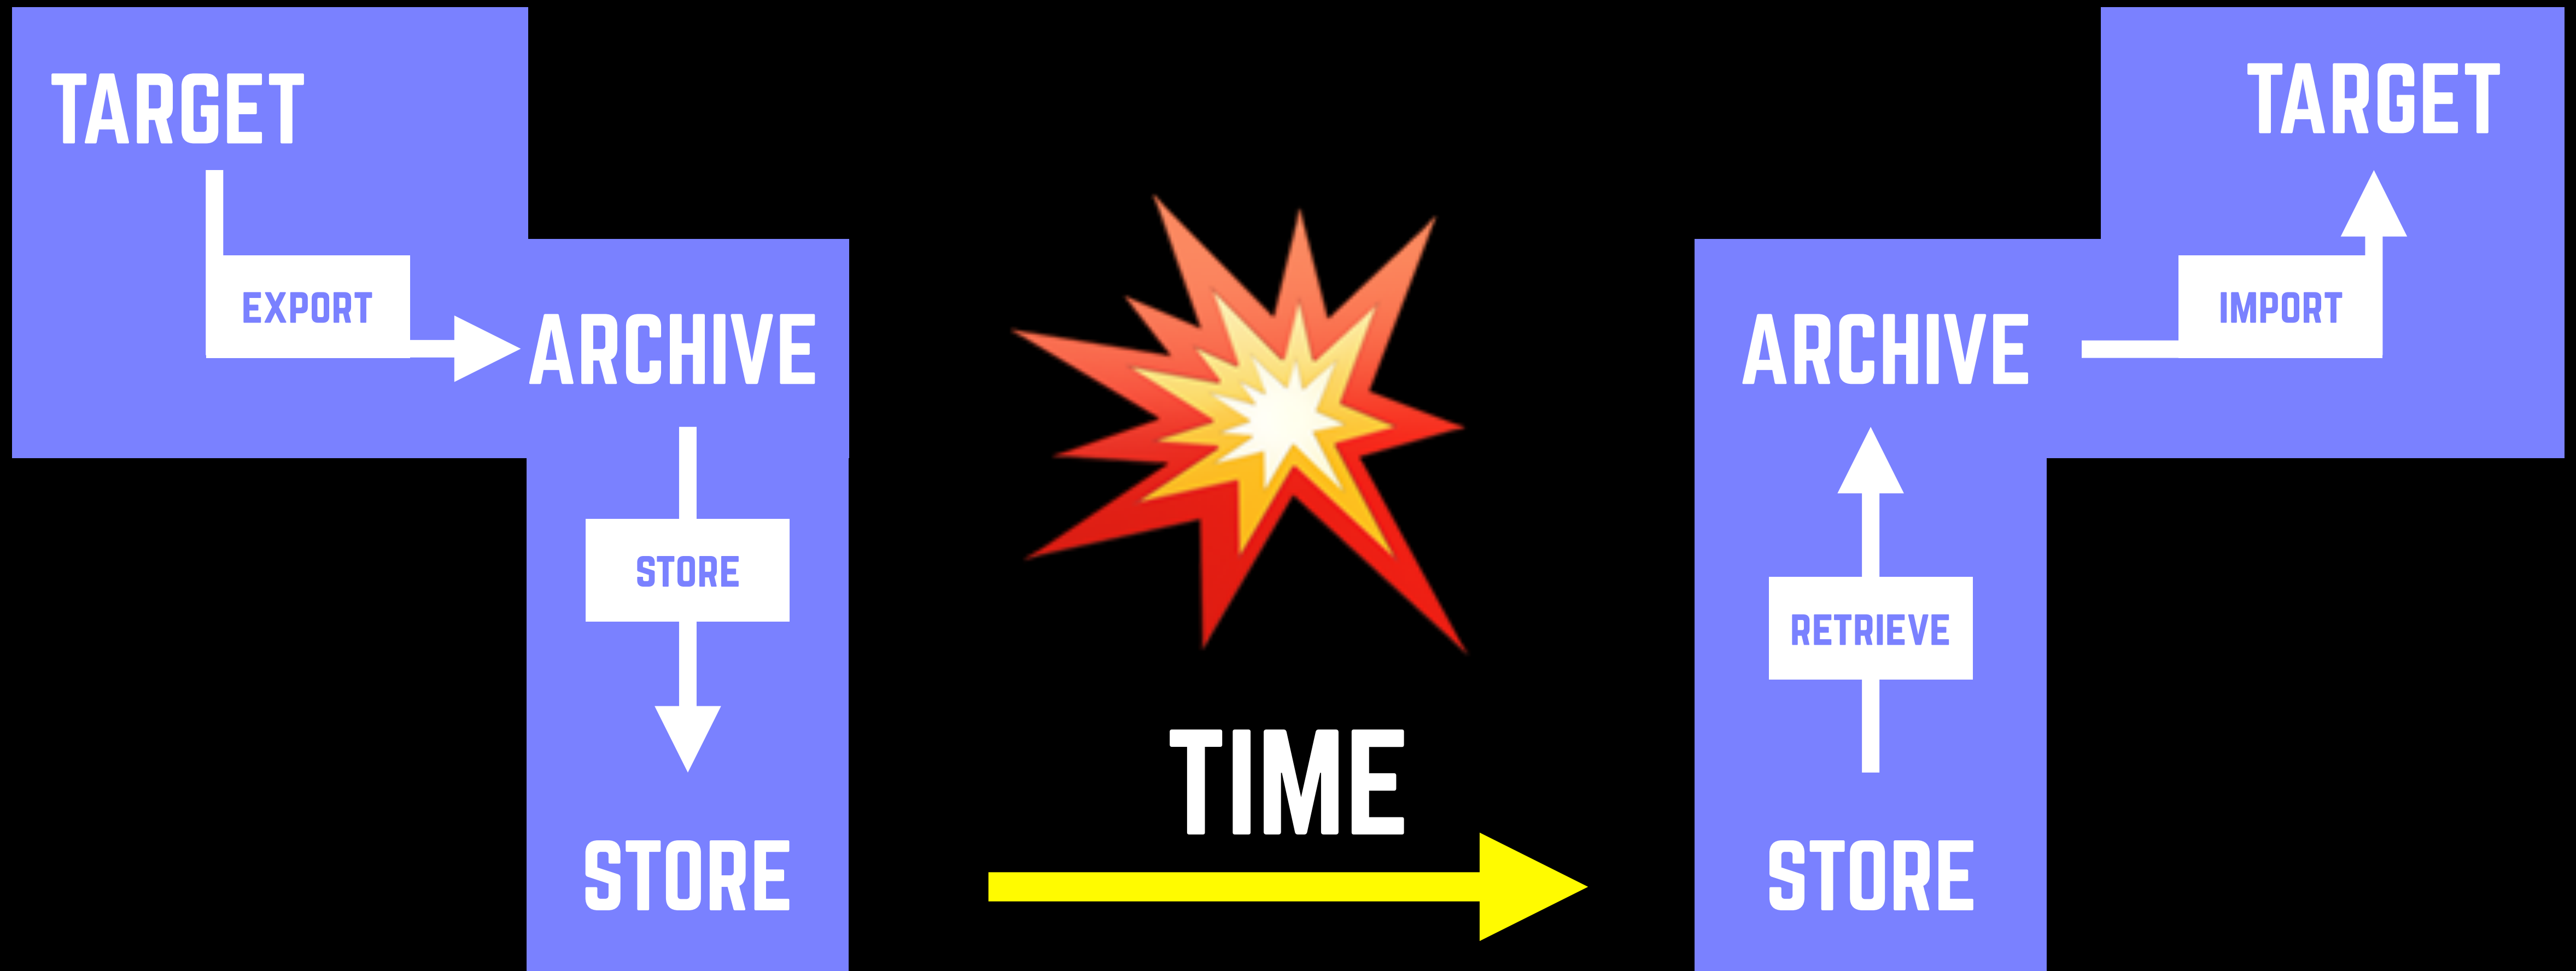 TARGET
EXPORT
ARCHIVE
STORE
STORE
TIME
STORE
RETRIEVE
ARCHIVE
IMPORT
TARGET